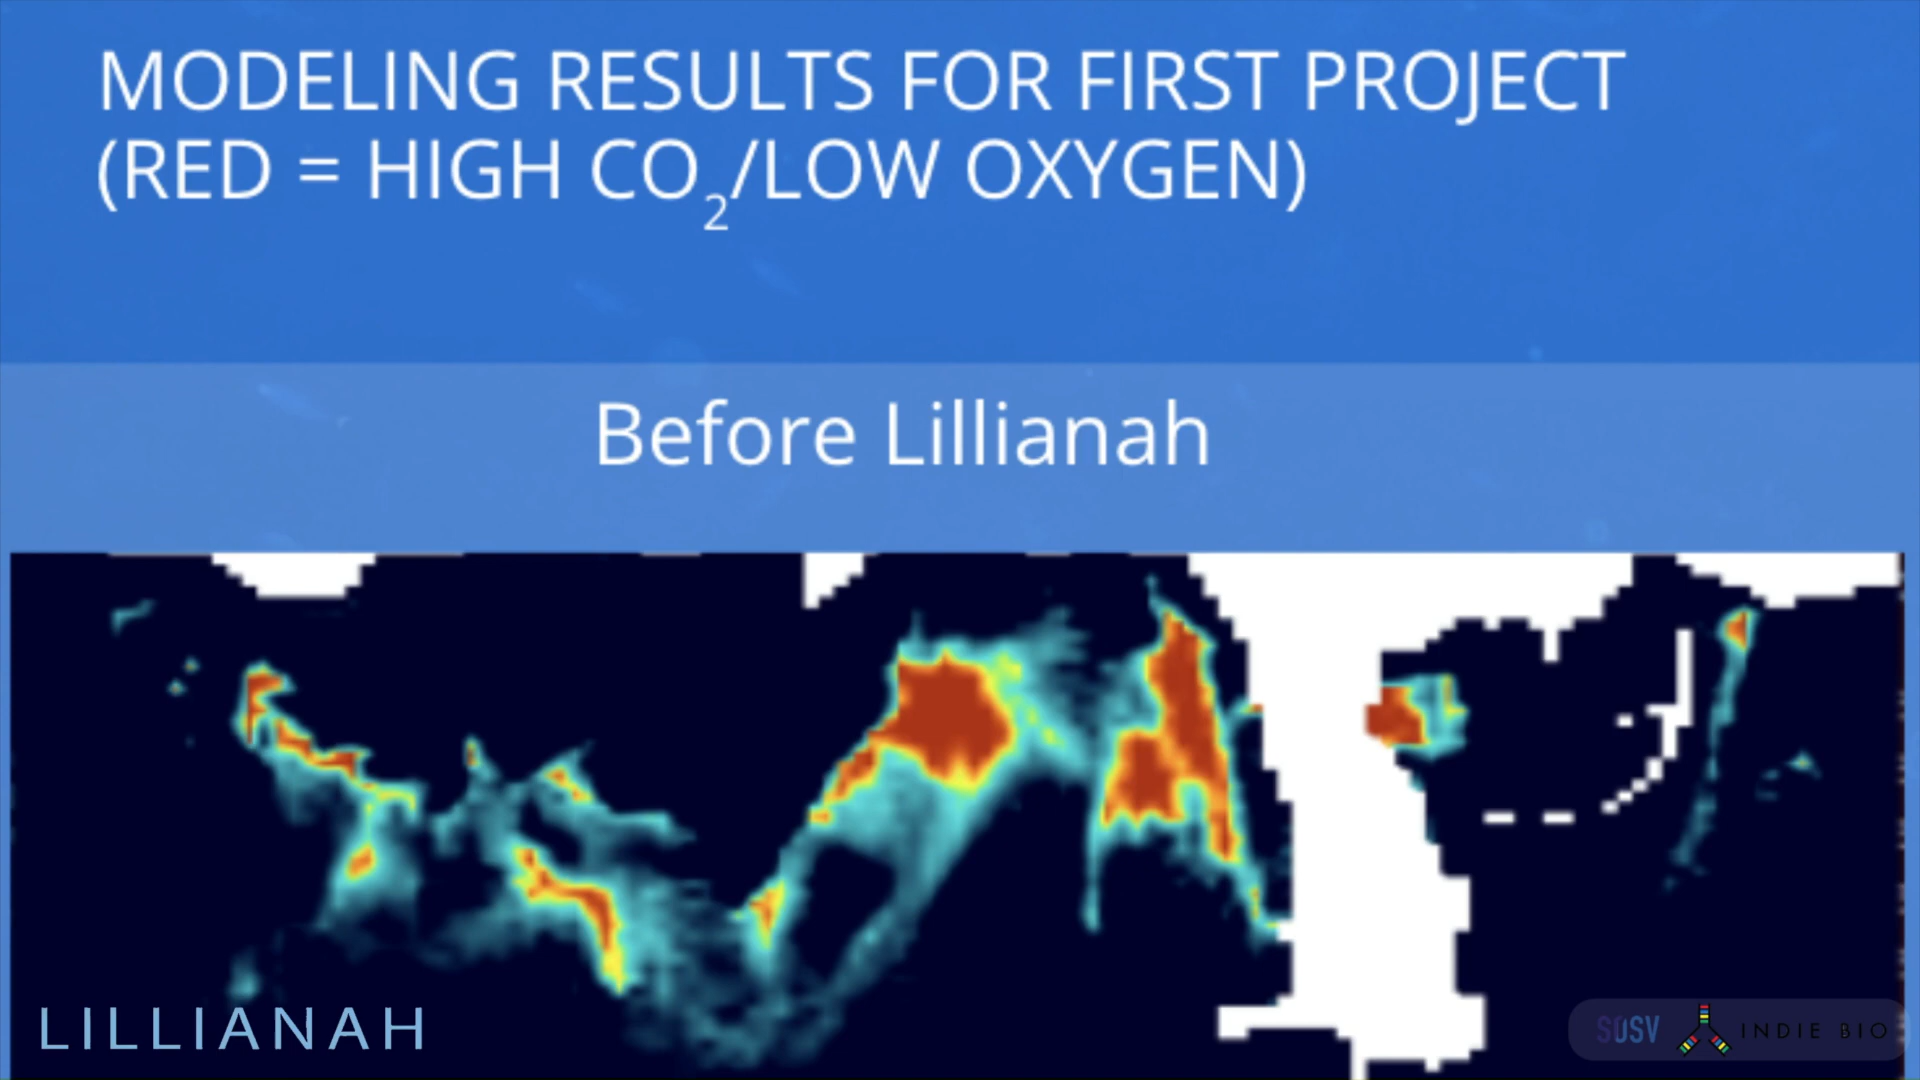 MODELING RESULTS FOR FIRST PROJECT
(RED = HIGH CO₂/LOW OXYGEN)
Before Lillianah
LILLIANAH
SOSV INDIE BIO